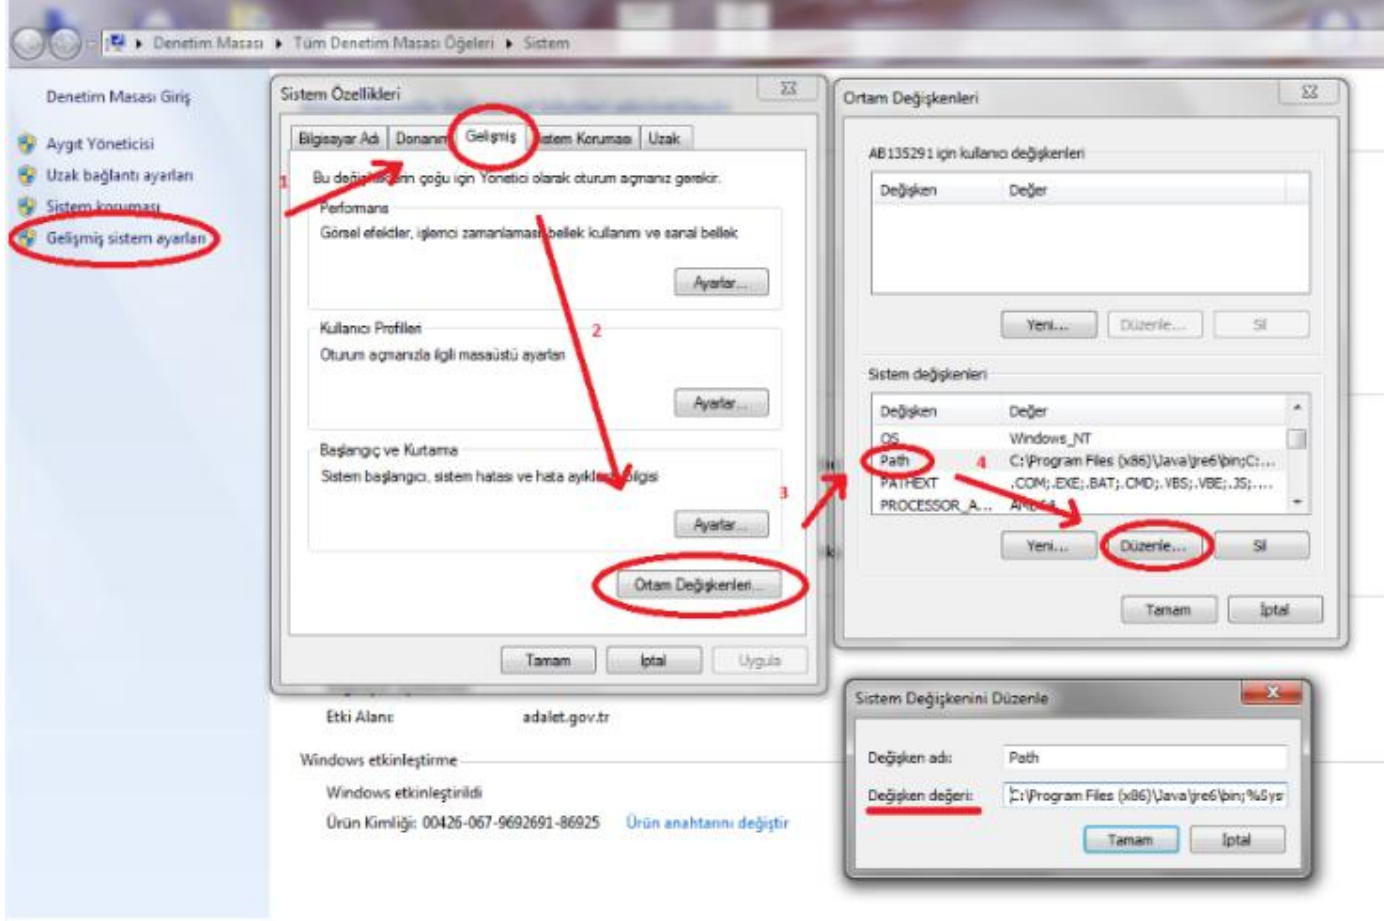 Denetim Masası ▸ Tüm Denetim Masası Öğeleri ▸ Sistem
Denetim Masası Giriş
Aygıt Yöneticisi
Uzak bağlantı ayarları
Sistem koruması
Gelişmiş sistem ayarları
Sistem Özellikleri
Bilgisayar Adı Donanım Gelişmiş Sistem Koruması Uzak
1
Bu değişikliklerin çoğu için Yönetici olarak oturum açmanız gerekir.
Performans
Görsel efektler, işlemci zamanlaması, bellek kullanımı ve sanal bellek
Ayarlar...
Kullanıcı Profilleri
2
Oturum açmanızla ilgili masaüstü ayarları
Ayarlar...
Başlangıç ve Kurtarma
Sistem başlangıcı, sistem hatası ve hata ayıklama bilgisi
3
Ayarlar...
Ortam Değişkenleri...
Tamam İptal Uygula
Ortam Değişkenleri
AB135291 için kullanıcı değişkenleri
Değişken Değer
Yeni... Düzenle... Sil
Sistem değişkenleri
Değişken Değer
OS Windows_NT
Path 4 C:\Program Files (x86)\Java\jre6\bin;C:...
PATHEXT .COM;.EXE;.BAT;.CMD;.VBS;.VBE;.JS;....
PROCESSOR_A... AMD64
Yeni... Düzenle... Sil
Tamam İptal
Etki Alanı: adalet.gov.tr
Windows etkinleştirme
Windows etkinleştirildi
Ürün Kimliği: 00426-067-9692691-86925 Ürün anahtarını değiştir
Sistem Değişkenini Düzenle
Değişken adı: Path
Değişken değeri: C:\Program Files (x86)\Java\jre6\bin;%Sys
Tamam İptal